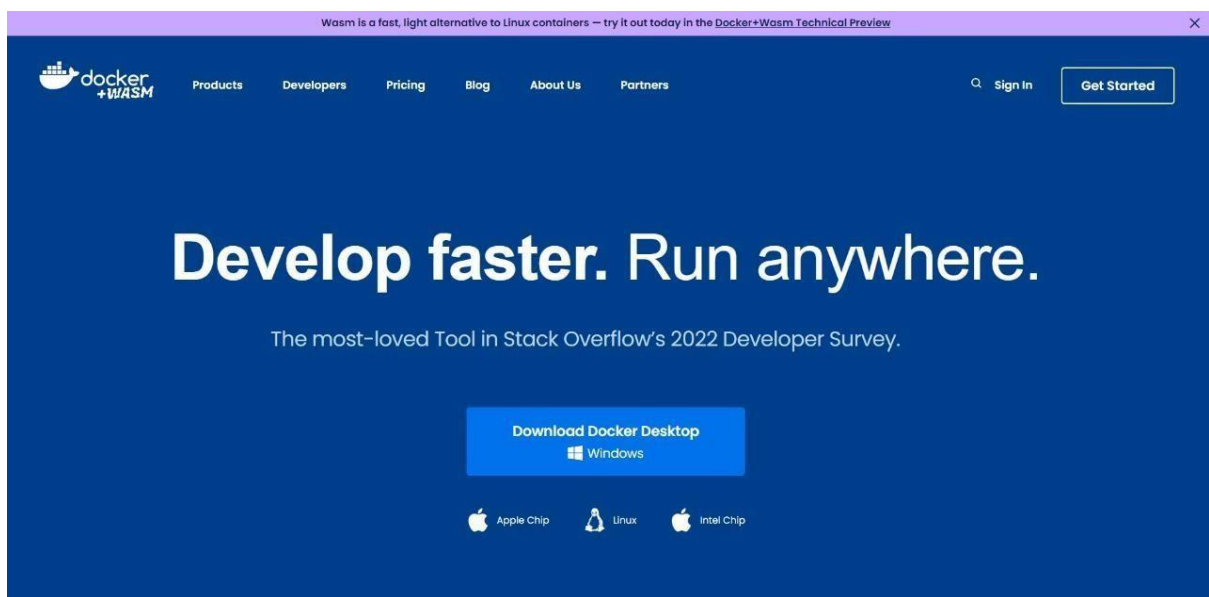 Wasm is a fast, light alternative to Linux containers — try it out today in the Docker+Wasm Technical Preview
docker
+WASM
Products Developers Pricing Blog About Us Partners Sign In Get Started
Develop faster. Run anywhere.
The most-loved Tool in Stack Overflow’s 2022 Developer Survey.
Download Docker Desktop
Windows
Apple Chip Linux Intel Chip